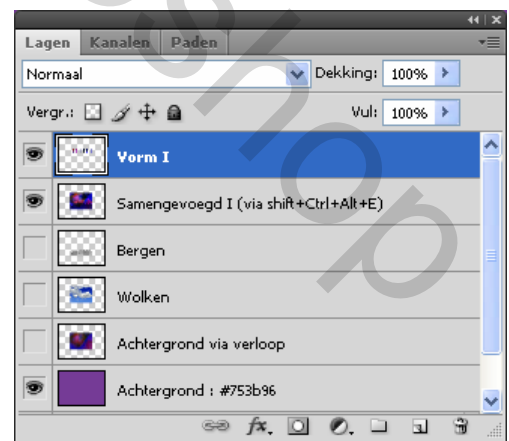 Lagen Kanalen Paden
Normaal Dekking: 100%
Vergr.: Vul: 100%
Vorm I
Samengevoegd I (via shift+Ctrl+Alt+E)
Bergen
Wolken
Achtergrond via verloop
Achtergrond : #753b96
fx.